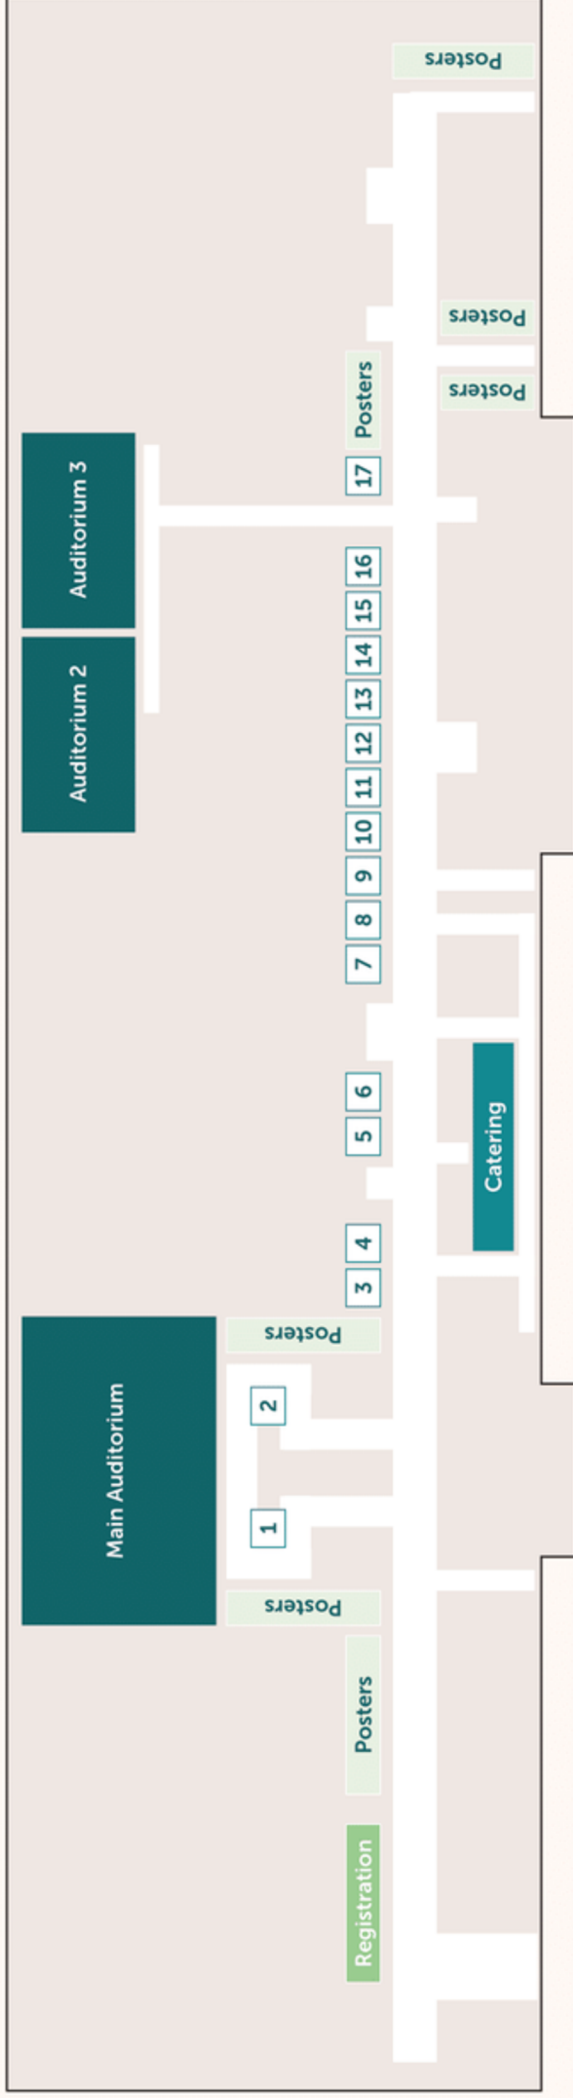 Posters
Posters
Posters
Posters
17
Auditorium 3
16
15
14
13
12
11
10
9
8
7
Auditorium 2
6
5
Catering
4
3
Posters
Main Auditorium
2
1
Posters
Posters
Registration